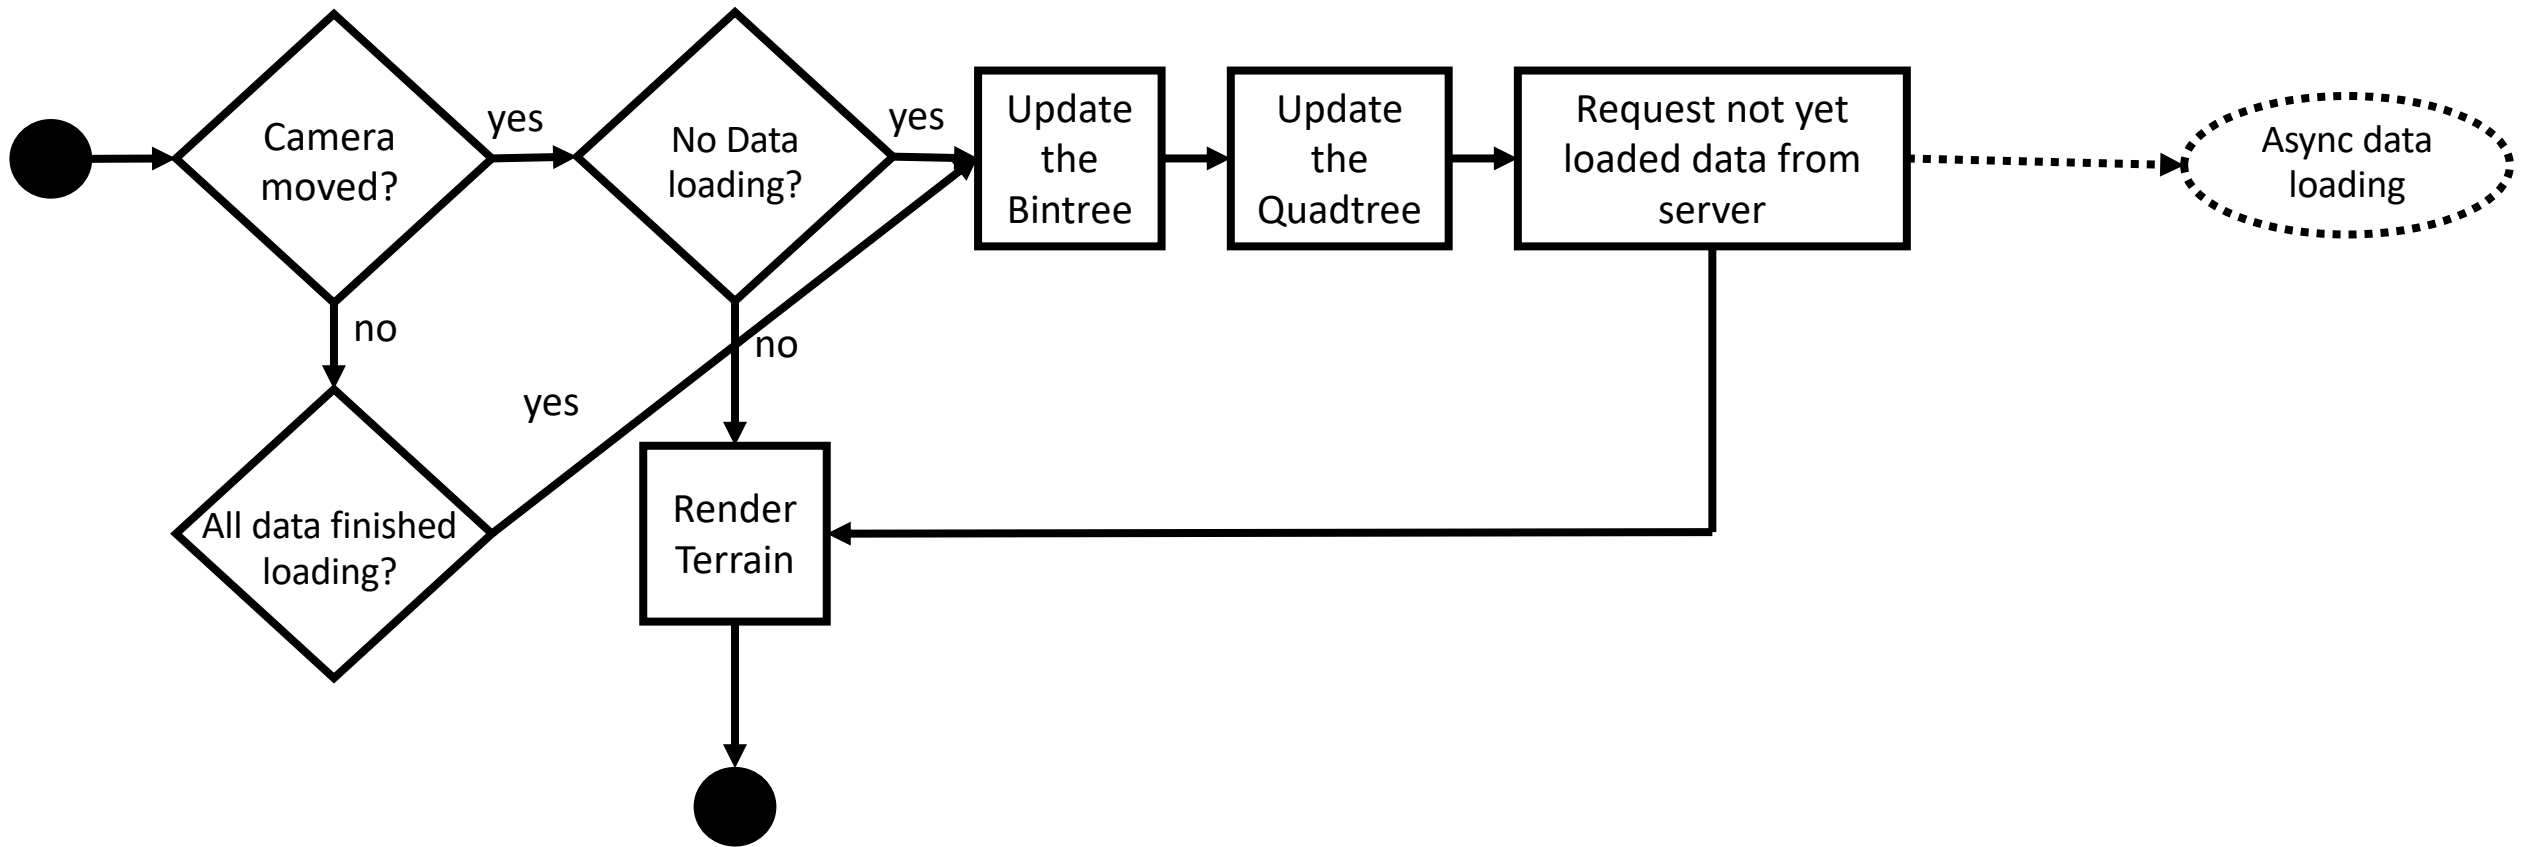 Camera
moved?
yes
No Data
loading?
yes
Update
the
Bintree
Update
the
Quadtree
Request not yet
loaded data from
server
Async data
loading
no
no
yes
All data finished
loading?
Render
Terrain